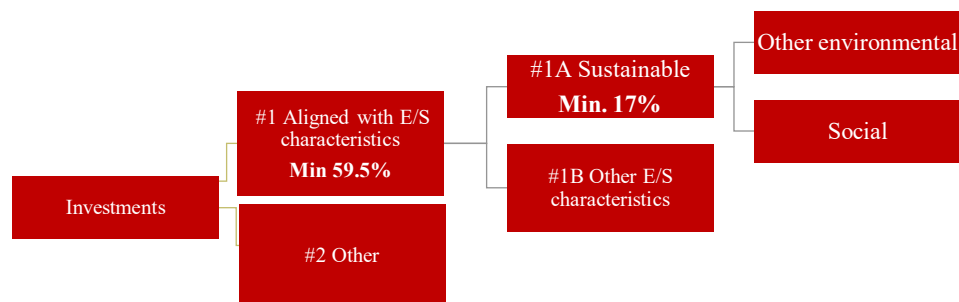 Investments
#1 Aligned with E/S
characteristics
Min 59.5%
#2 Other
#1A Sustainable
Min. 17%
#1B Other E/S
characteristics
Other environmental
Social